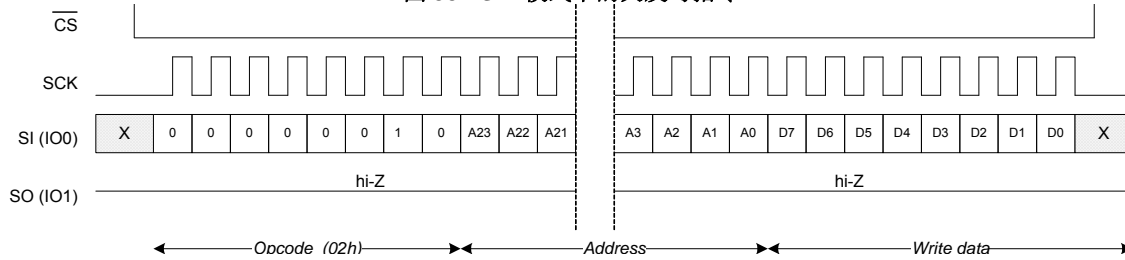 CS
SCK
SI (IO0) X 0 0 0 0 0 0 1 0 A23 A22 A21 A3 A2 A1 A0 D7 D6 D5 D4 D3 D2 D1 D0 X
hi-Z hi-Z
SO (IO1)
Opcode (02h) Address Write data